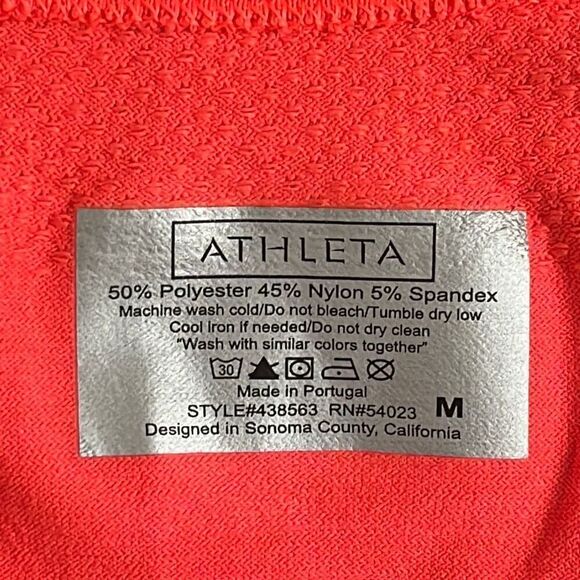 ATHLETA
50% Polyester 45% Nylon 5% Spandex
Machine wash cold/Do not bleach/Tumble dry low
Cool Iron if needed/Do not dry clean
"Wash with similar colors together"
30
Made in Portugal
STYLE#438563 RN#54023 M
Designed in Sonoma County, California